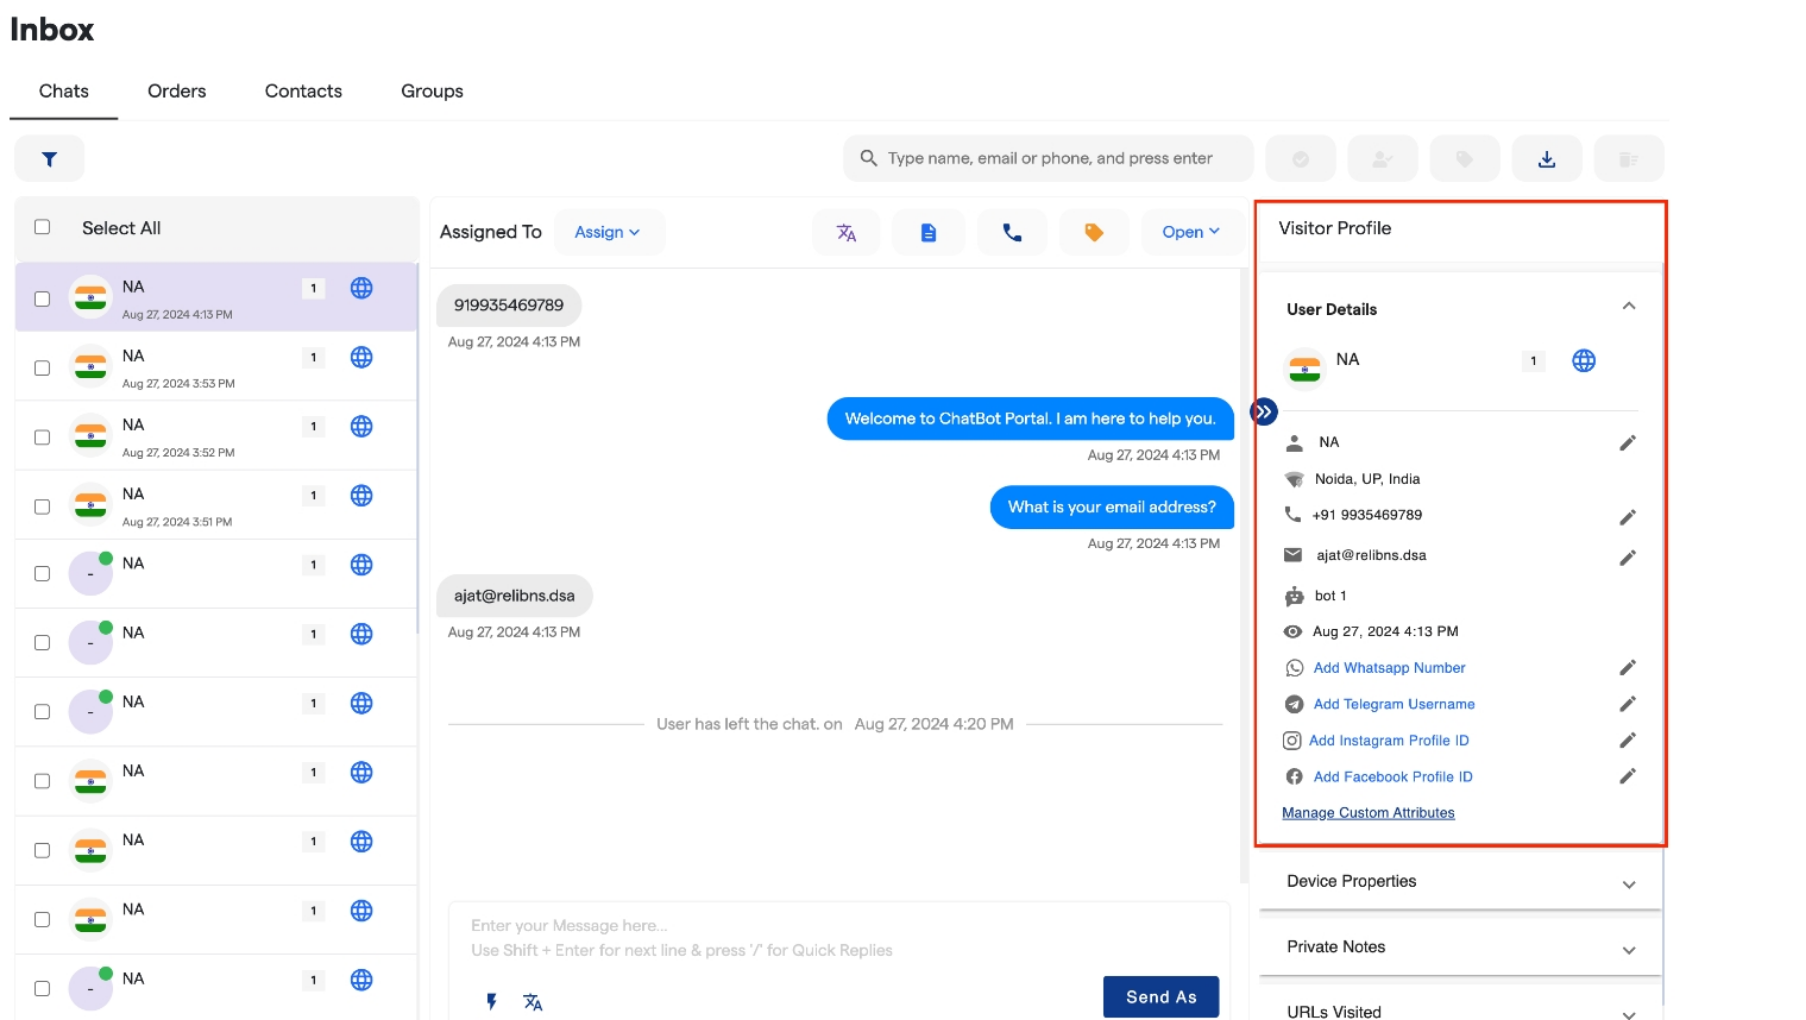 Inbox
Chats Orders Contacts Groups
Type name, email or phone, and press enter
Select All
NA 1
Aug 27, 2024 4:13 PM
NA 1
Aug 27, 2024 3:53 PM
NA 1
Aug 27, 2024 3:52 PM
NA 1
Aug 27, 2024 3:51 PM
- NA 1
- NA 1
- NA 1
NA 1
NA 1
NA 1
- NA 1
Assigned To Assign Open
919935469789
Aug 27, 2024 4:13 PM
Welcome to ChatBot Portal. I am here to help you.
Aug 27, 2024 4:13 PM
What is your email address?
Aug 27, 2024 4:13 PM
ajat@relibns.dsa
Aug 27, 2024 4:13 PM
User has left the chat. on Aug 27, 2024 4:20 PM
Enter your Message here...
Use Shift + Enter for next line & press '/' for Quick Replies
Send As
Visitor Profile
User Details
NA 1
NA
Noida, UP, India
+91 9935469789
ajat@relibns.dsa
bot 1
Aug 27, 2024 4:13 PM
Add Whatsapp Number
Add Telegram Username
Add Instagram Profile ID
Add Facebook Profile ID
Manage Custom Attributes
Device Properties
Private Notes
URLs Visited